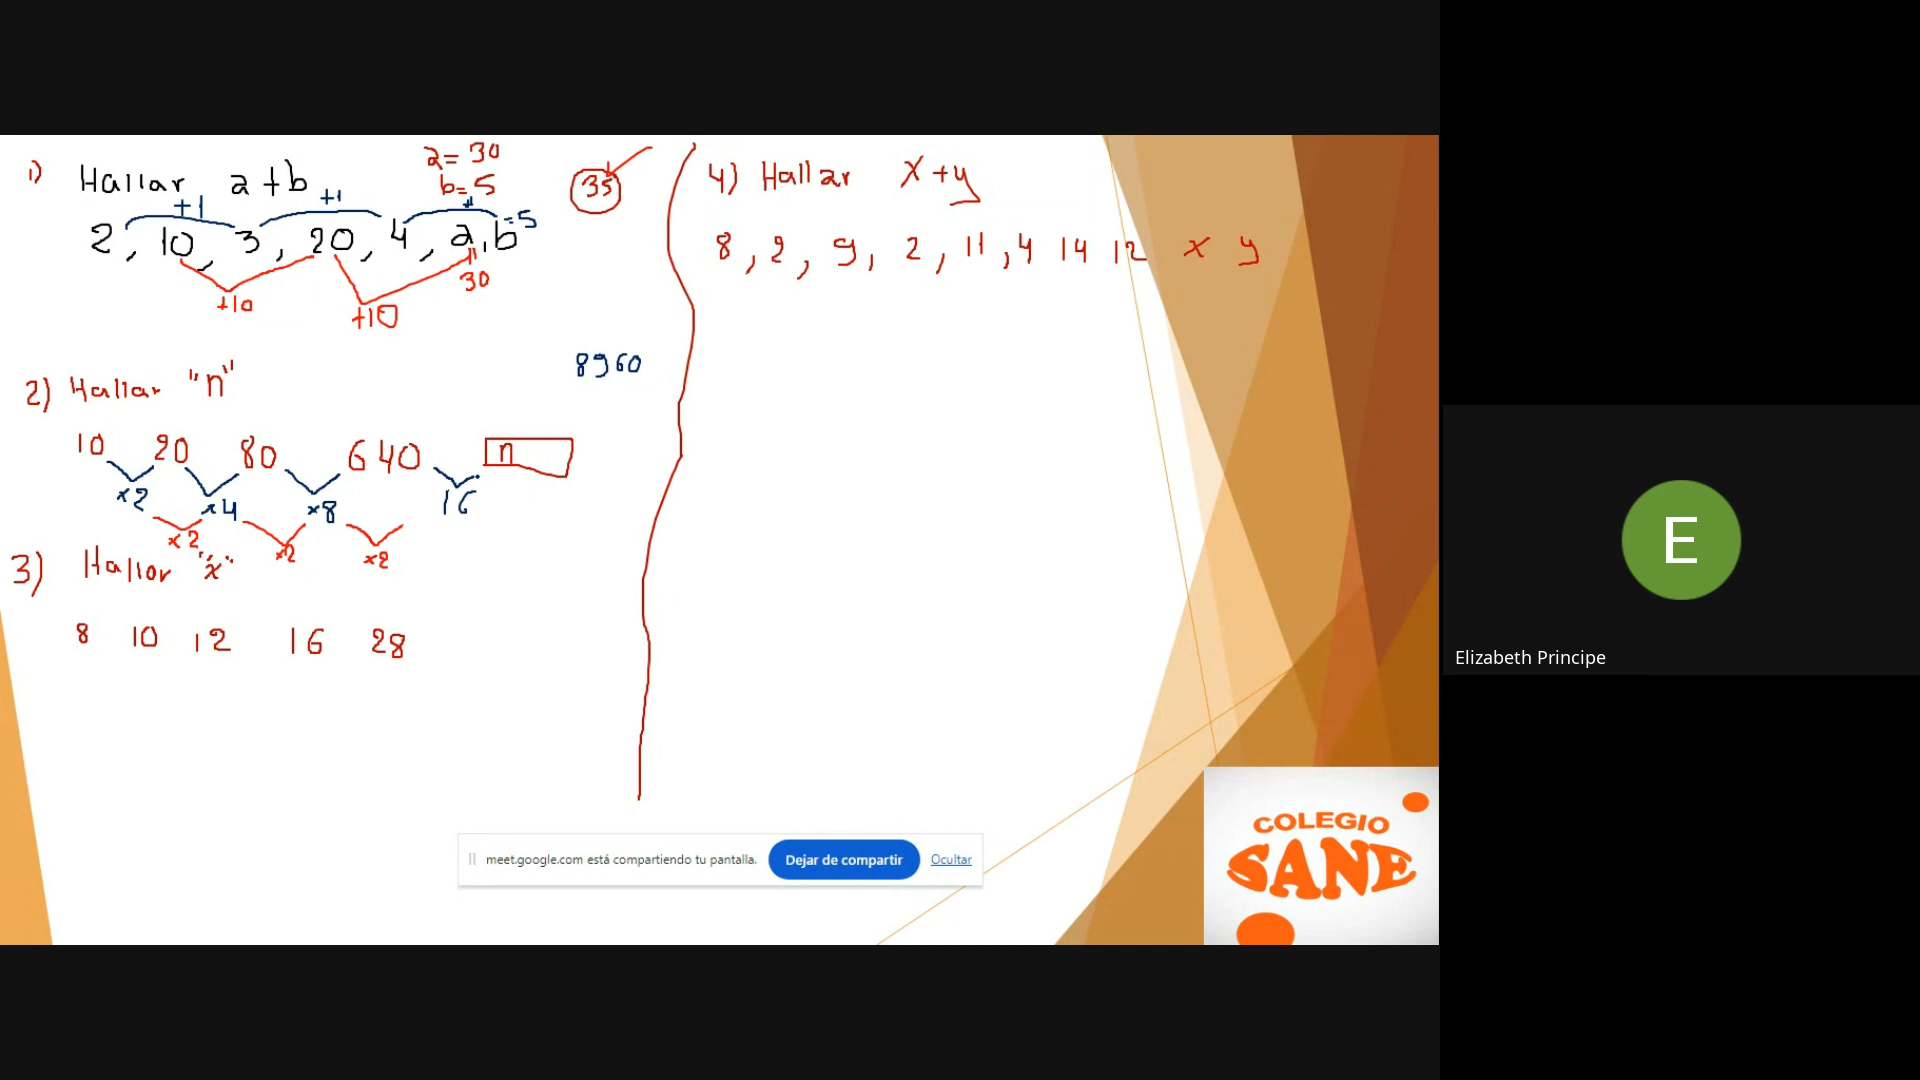 1) Hallar a+b
a= 30
b=5
35
+1 +1 +1
2, 10, 3, 20, 4, a, b =5
30
+10 +10
2) Hallar "n"
8960
10 20 80 640 n
×2 ×4 ×8 16
×2 ×2 ×2
3) Hallar "x"
8 10 12 16 28
4) Hallar x+y
8, 2, 9, 2, 11, 4 14 12 x y
meet.google.com está compartiendo tu pantalla. Dejar de compartir Ocultar
COLEGIO
SANE
E
Elizabeth Principe